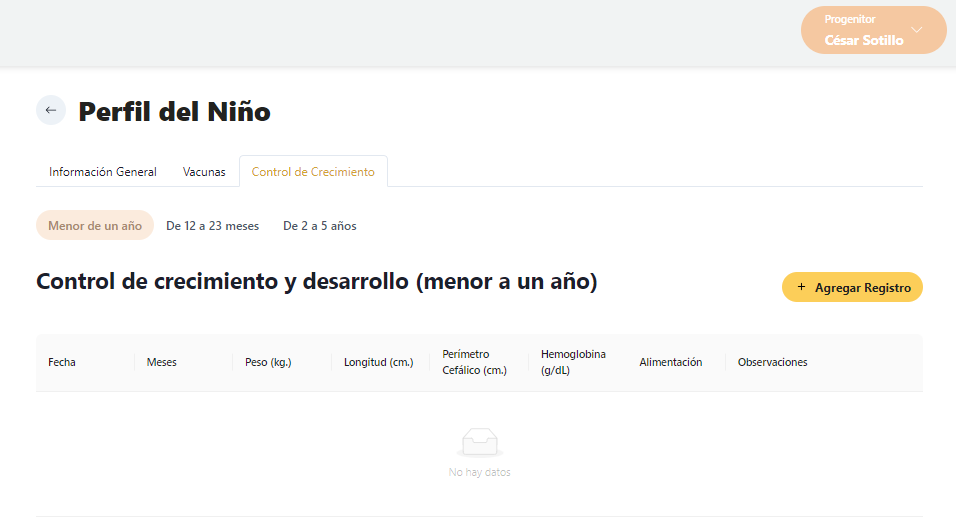 Progenitor
César Sotillo
Perfil del Niño
Información General
Vacunas
Control de Crecimiento
Menor de un año
De 12 a 23 meses
De 2 a 5 años
Control de crecimiento y desarrollo (menor a un año)
+ Agregar Registro
Fecha
Meses
Peso (kg.)
Longitud (cm.)
Perímetro
Cefálico (cm.)
Hemoglobina
(g/dL)
Alimentación
Observaciones
No hay datos